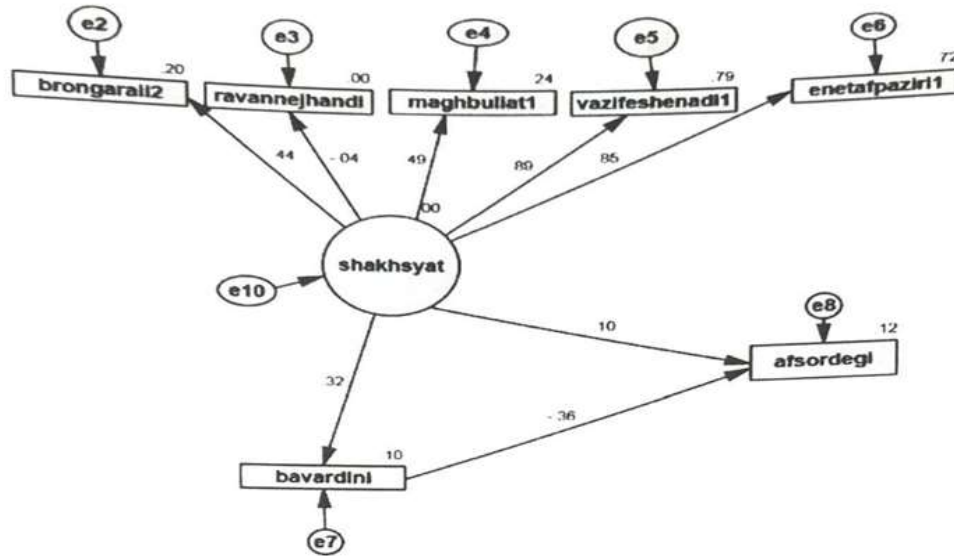 e2
e3
e4
e5
e6
.20
.00
24
.79
72
brongaraii2
ravannejhandi
maghbuliat1
vazifeshenadi1
enetafpaziri1
44
-.04
49
89
85
00
shakhsyat
e10
e8
10
12
afsordegi
32
-.36
10
bavardini
e7